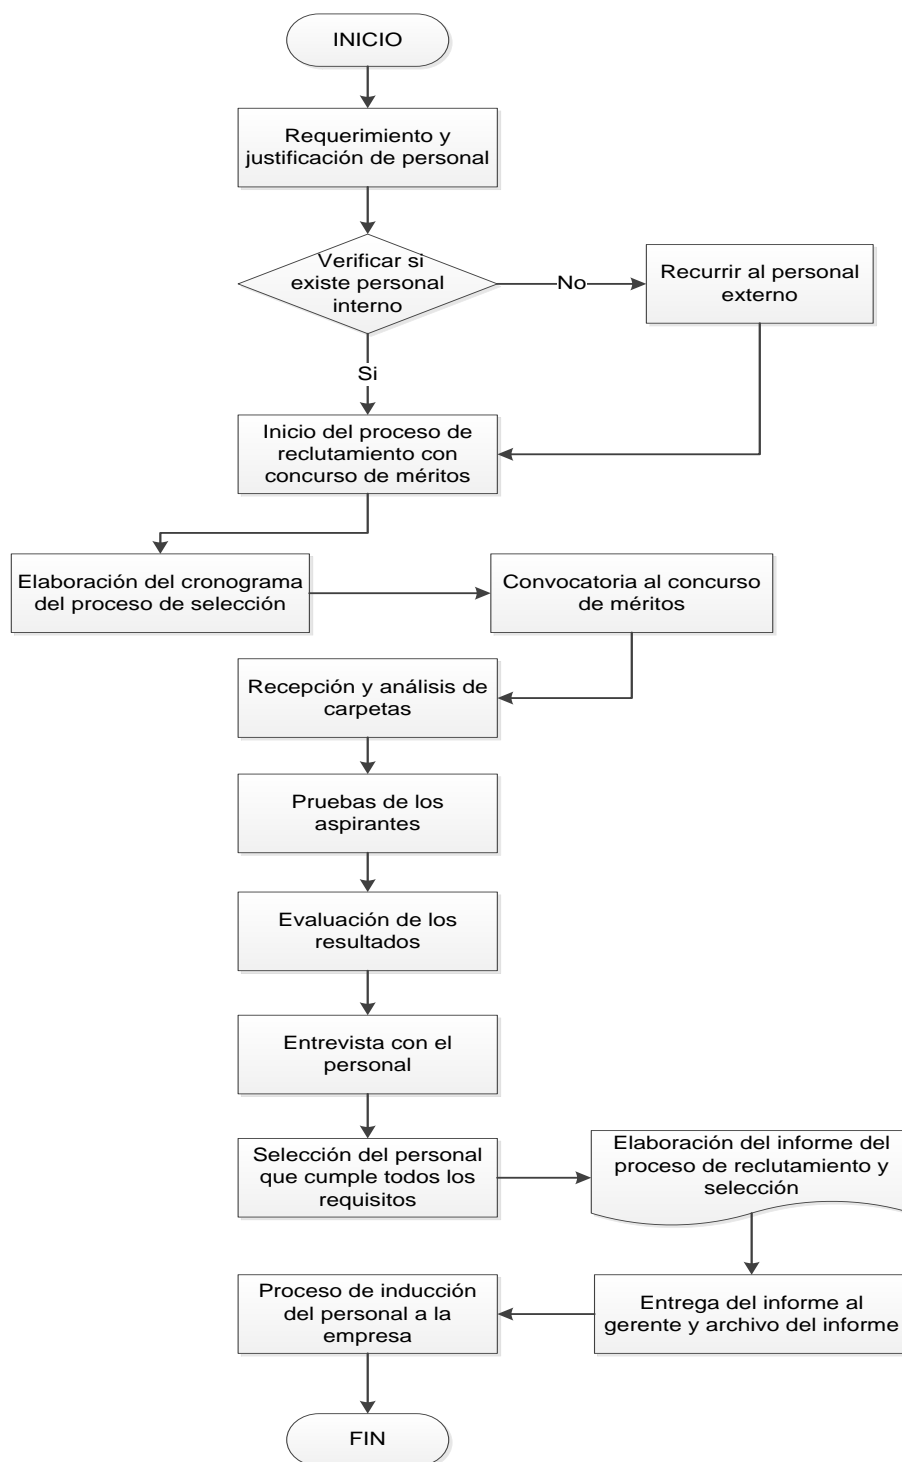 INICIO
Requerimiento y
justificación de personal
Verificar si
existe personal
interno
No
Recurrir al personal
externo
Si
Inicio del proceso de
reclutamiento con
concurso de méritos
Elaboración del cronograma
del proceso de selección
Convocatoria al concurso
de méritos
Recepción y análisis de
carpetas
Pruebas de los
aspirantes
Evaluación de los
resultados
Entrevista con el
personal
Selección del personal
que cumple todos los
requisitos
Elaboración del informe del
proceso de reclutamiento y
selección
Entrega del informe al
gerente y archivo del informe
Proceso de inducción
del personal a la
empresa
FIN